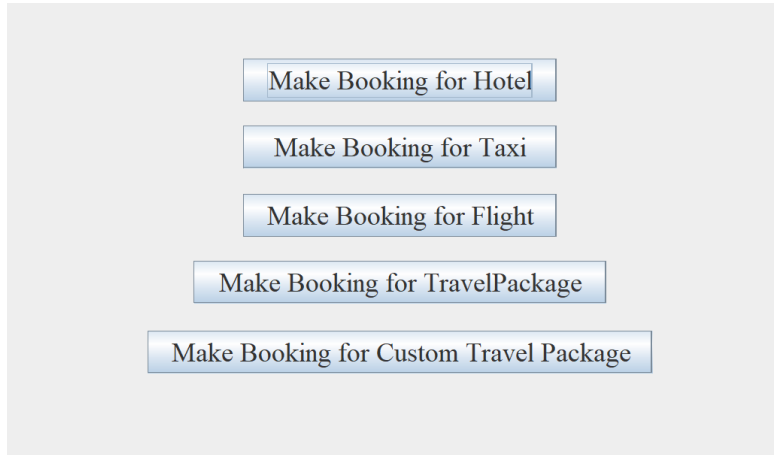 Make Booking for Hotel
Make Booking for Taxi
Make Booking for Flight
Make Booking for TravelPackage
Make Booking for Custom Travel Package